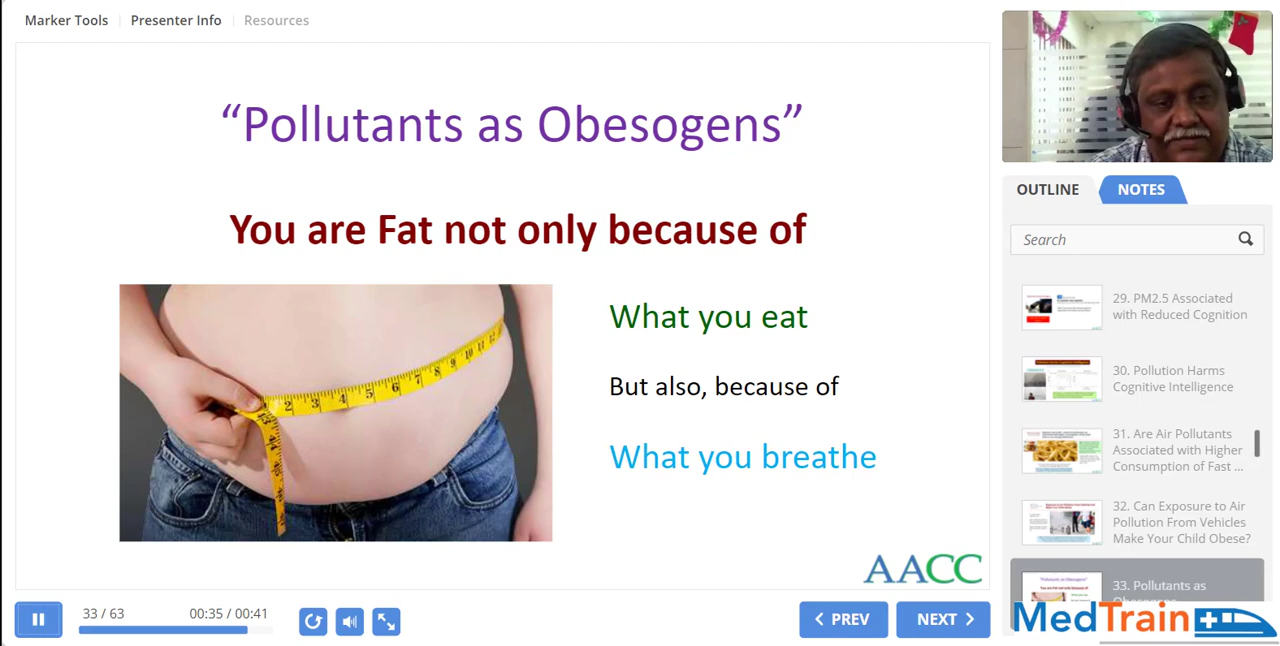 Marker Tools
Presenter Info
Resources
“Pollutants as Obesogens”
You are Fat not only because of
What you eat
But also, because of
What you breathe
AACC
33 / 63
00:35 / 00:41
PREV
NEXT
OUTLINE
NOTES
Search
29. PM2.5 Associated
with Reduced Cognition
30. Pollution Harms
Cognitive Intelligence
31. Are Air Pollutants
Associated with Higher
Consumption of Fast ...
32. Can Exposure to Air
Pollution From Vehicles
Make Your Child Obese?
33. Pollutants as
Obesogens
MedTrain